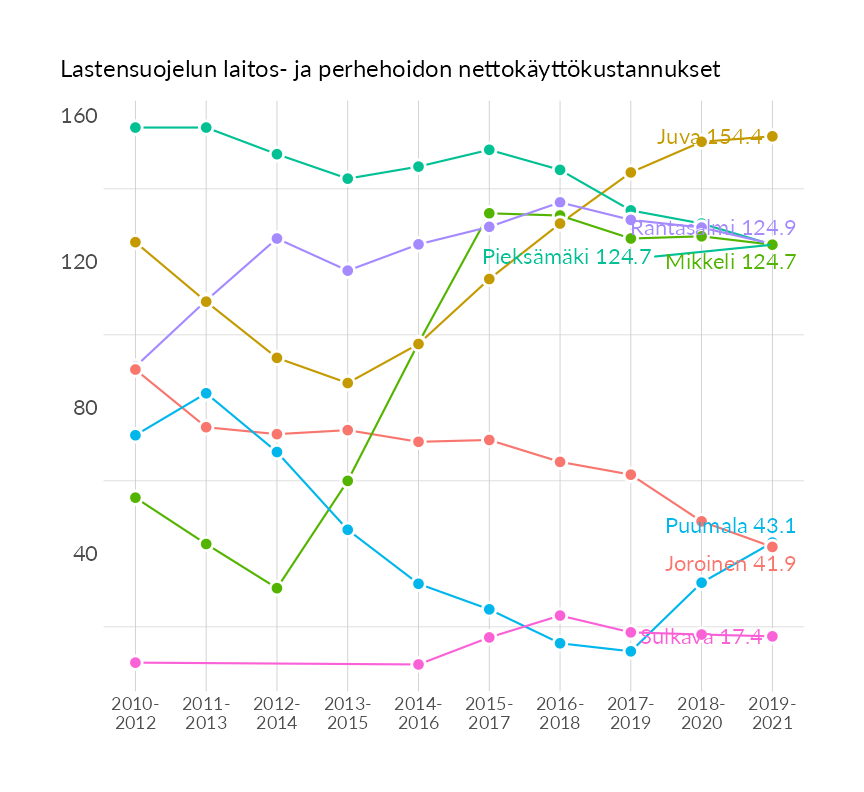 Lastensuojelun laitos- ja perhehoidon nettokäyttökustannukset
160
Juva 154.4
Rantasalmi 124.9
Pieksämäki 124.7
120
Mikkeli 124.7
80
Puumala 43.1
40
Joroinen 41.9
Sulkava 17.4
2010- 2011- 2012- 2013- 2014- 2015- 2016- 2017- 2018- 2019-
2012 2013 2014 2015 2016 2017 2018 2019 2020 2021